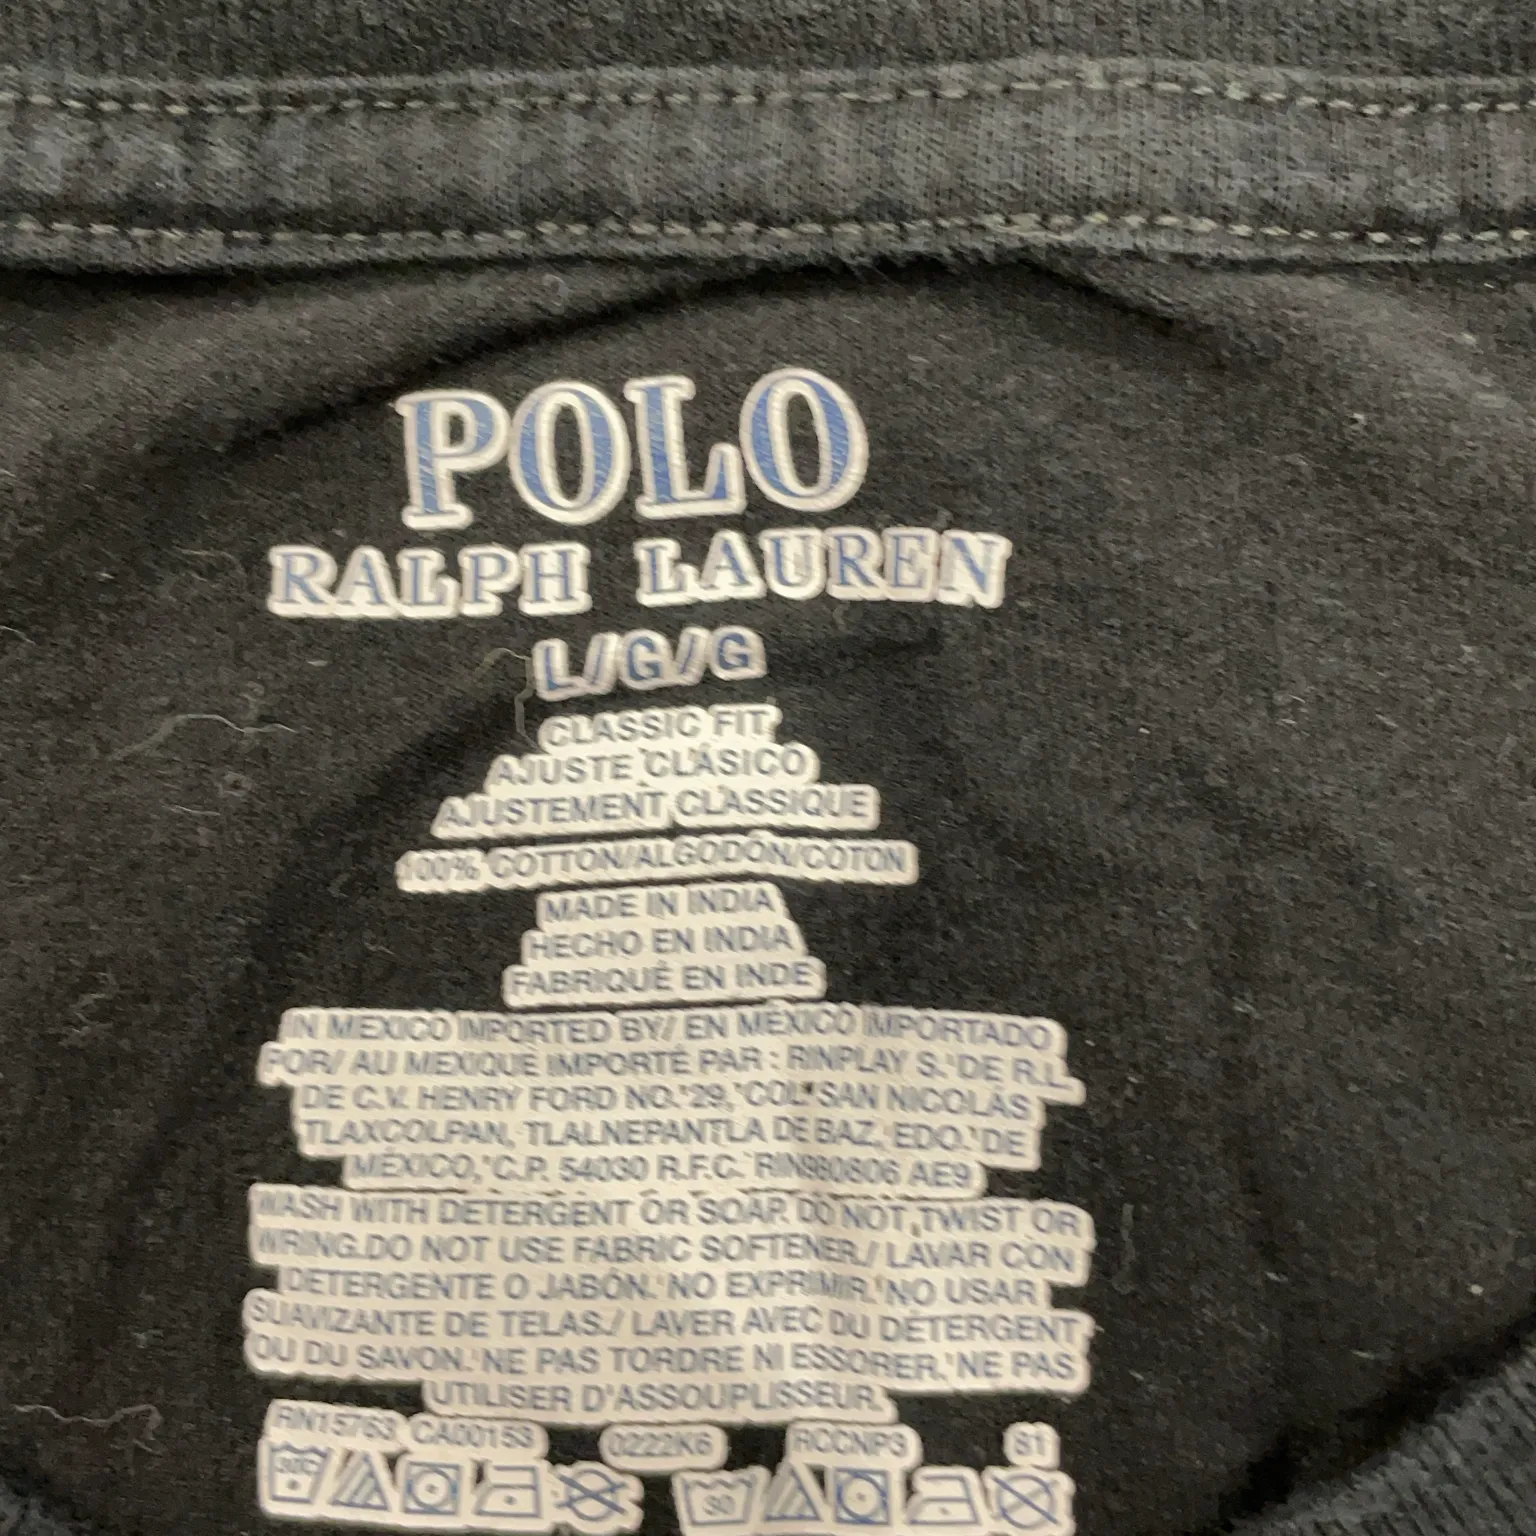 POLO
RALPH LAUREN
L/G/G
CLASSIC FIT
AJUSTE CLÁSICO
AJUSTEMENT CLASSIQUE
100% COTTON/ALGODÓN/COTON
MADE IN INDIA
HECHO EN INDIA
FABRIQUÉ EN INDE
IN MEXICO IMPORTED BY/ EN MÉXICO IMPORTADO
POR/ AU MEXIQUE IMPORTÉ PAR : RINPLAY S. DE R.L.
DE C.V. HENRY FORD NO. 29, COL SAN NICOLÁS
TLAXCOLPAN, TLALNEPANTLA DE BAZ, EDO. DE
MÉXICO, C.P. 54030 R.F.C. RIN980806 AE9
WASH WITH DETERGENT OR SOAP. DO NOT TWIST OR
WRING.DO NOT USE FABRIC SOFTENER./ LAVAR CON
DETERGENTE O JABÓN. NO EXPRIMIR. NO USAR
SUAVIZANTE DE TELAS./ LAVER AVEC DU DÉTERGENT
OU DU SAVON. NE PAS TORDRE NI ESSORER. NE PAS
UTILISER D'ASSOUPLISSEUR.
RN15763 CA00153 0222K6 RCCNP3 81
30C 30